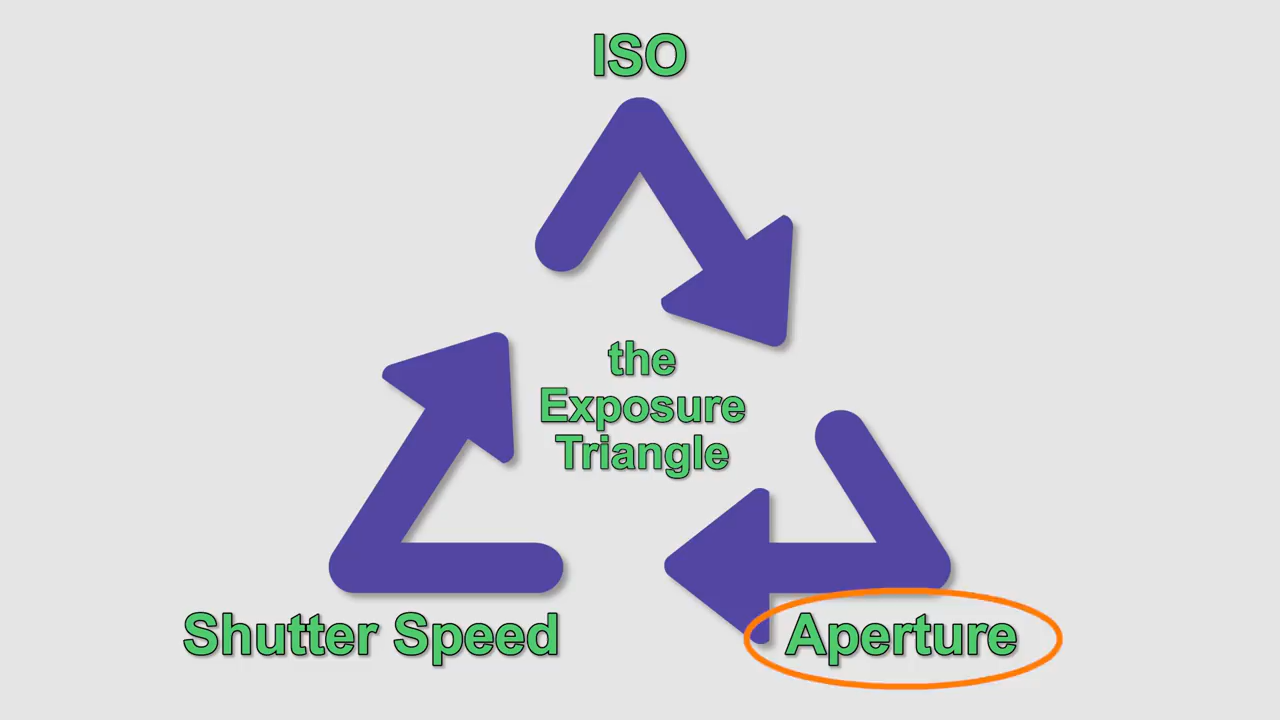 ISO
the
Exposure
Triangle
Shutter Speed
Aperture